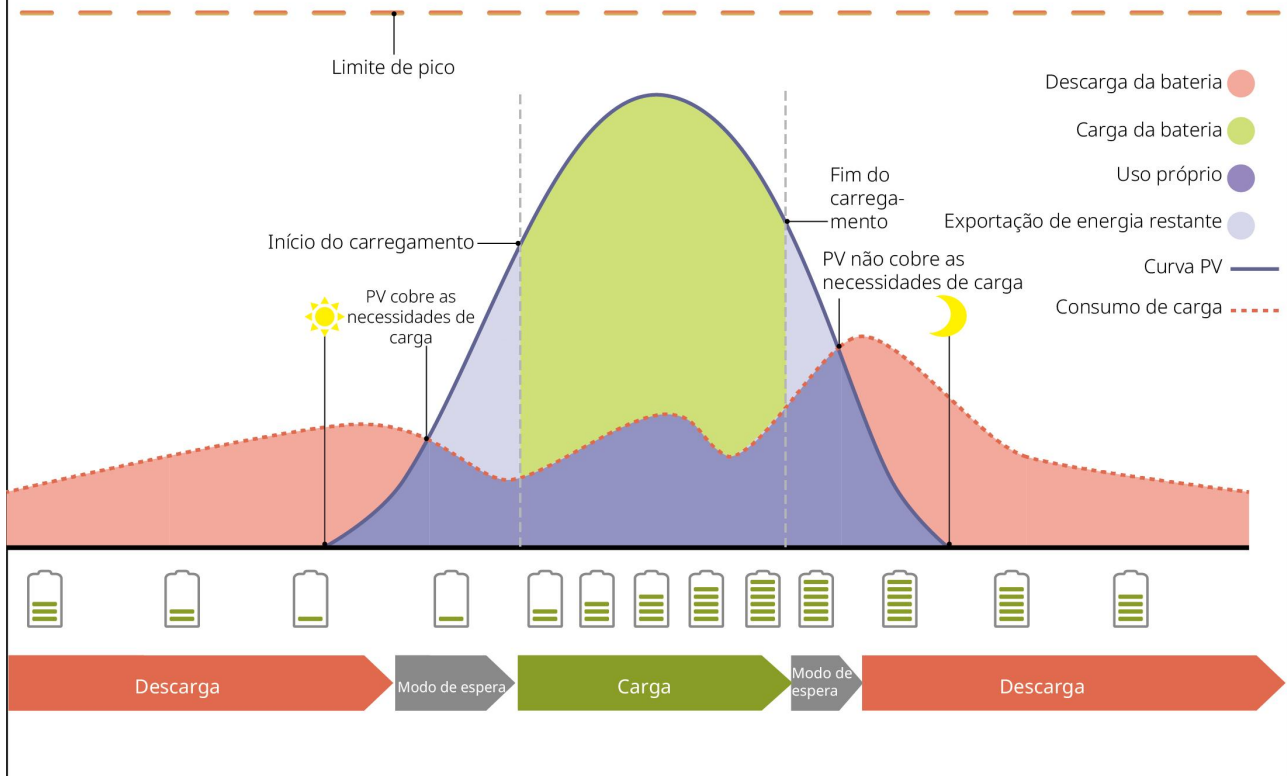 Limite de pico
Descarga da bateria
Carga da bateria
Uso próprio
Exportação de energia restante
Curva PV
Consumo de carga
Início do carregamento
PV cobre as
necessidades de
carga
Fim do
carrega-
mento
PV não cobre as
necessidades de carga
Descarga
Modo de espera
Carga
Modo de
espera
Descarga